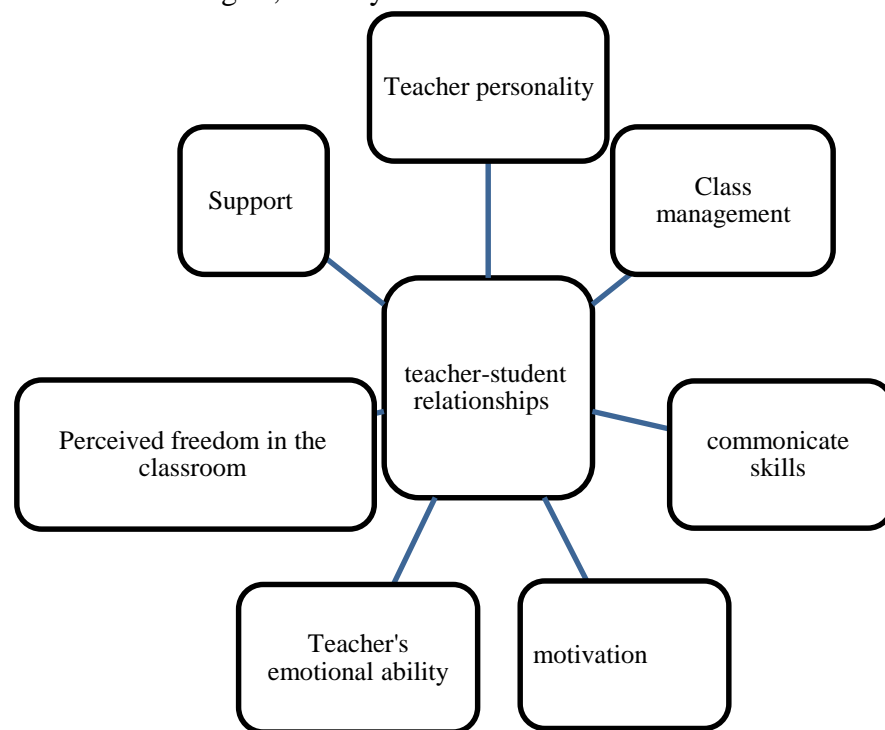 Teacher personality
Class
management
Support
teacher-student
relationships
Perceived freedom in the
classroom
commonicate
skills
Teacher's
emotional ability
motivation